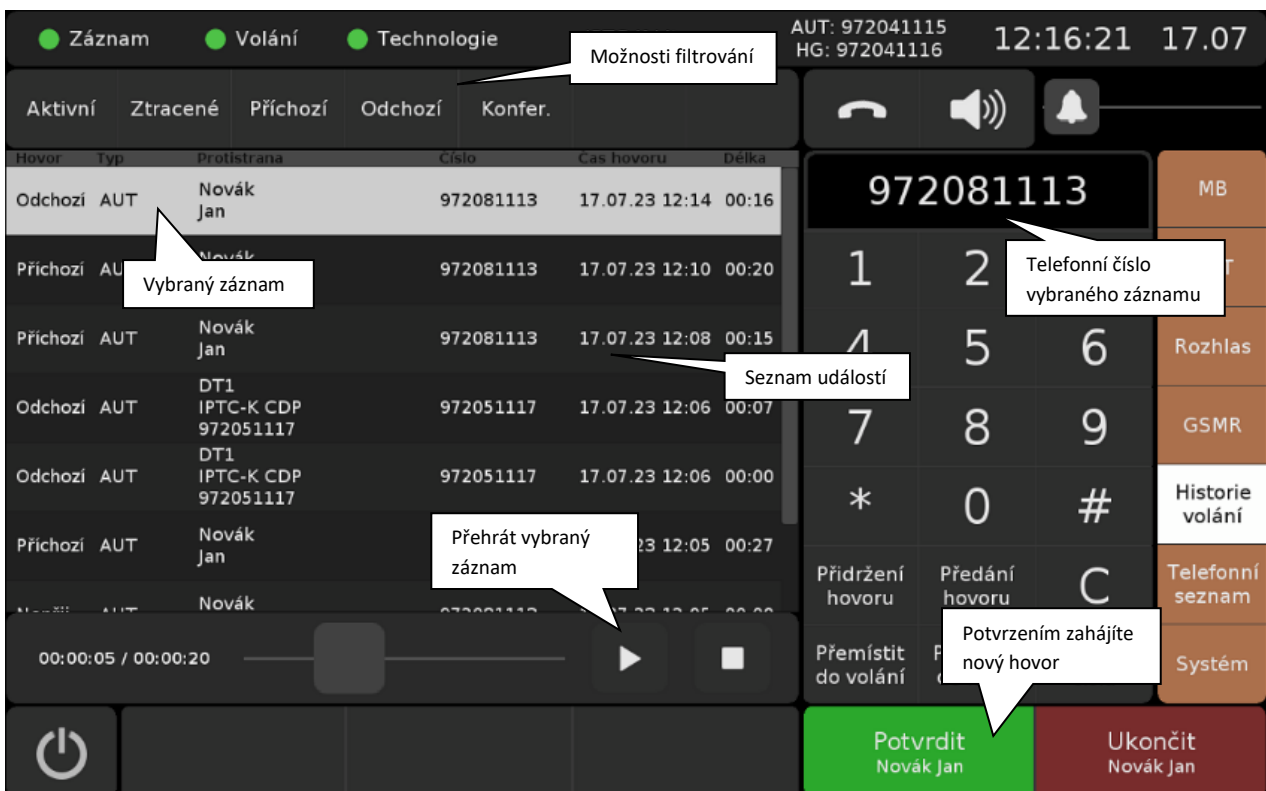 Záznam Volání Technologie
AUT: 972041115
HG: 972041116
12:16:21 17.07
Možnosti filtrování
Aktivní Ztracené Příchozí Odchozí Konfer.
Hovor Typ Protistrana Číslo Čas hovoru Délka
Odchozí AUT Novák
Jan
972081113 17.07.23 12:14 00:16
Vybraný záznam
Příchozí Novák
972081113 17.07.23 12:10 00:20
Příchozí AUT Novák
Jan
972081113 17.07.23 12:08 00:15
Seznam událostí
Odchozí AUT DT1
IPTC-K CDP
972051117
972051117 17.07.23 12:06 00:07
Odchozí AUT DT1
IPTC-K CDP
972051117
972051117 17.07.23 12:06 00:00
Příchozí AUT Novák
Jan
12:05 00:27
Přehrát vybraný
záznam
Novák
00:00:05 / 00:00:20
972081113
Telefonní číslo
vybraného záznamu
1 2
4 5 6
7 8 9
* 0 #
Přidržení
hovoru
Předání
hovoru
C
Přemístit
do volání
Potvrzením zahájíte
nový hovor
MB
Rozhlas
GSMR
Historie
volání
Telefonní
seznam
Systém
Potvrdit
Novák Jan
Ukončit
Novák Jan